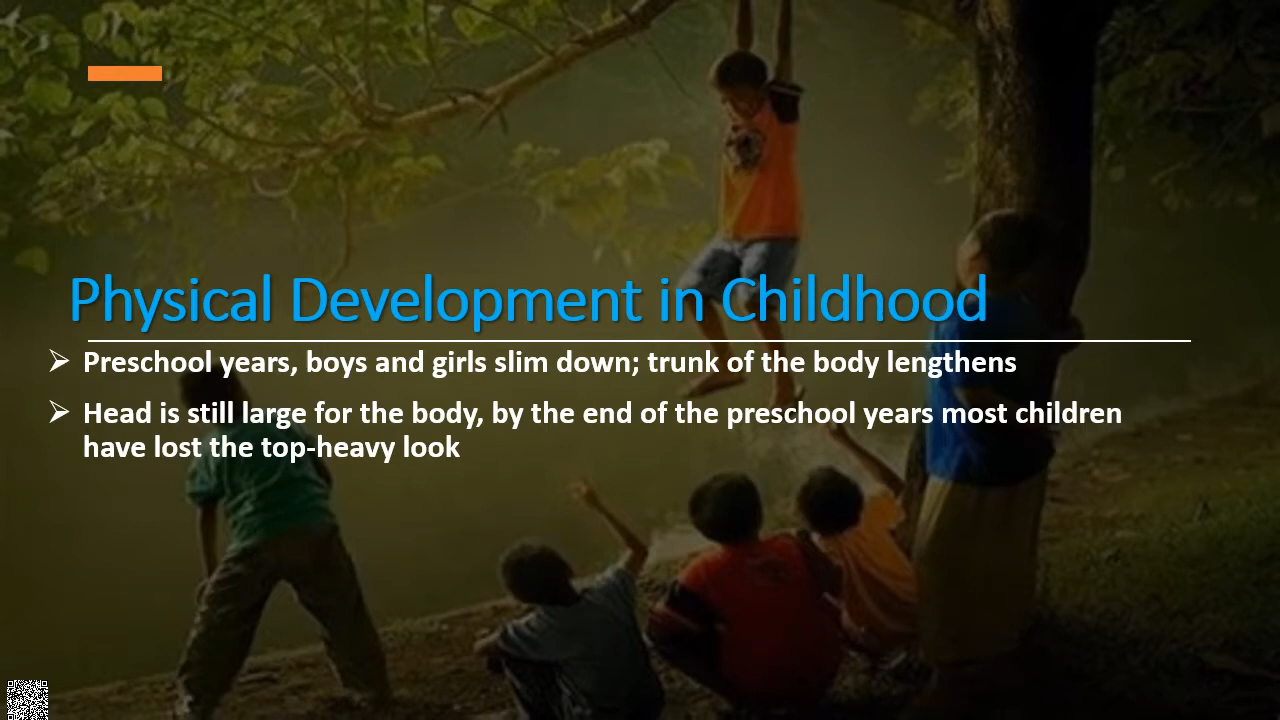 Physical Development in Childhood
➢ Preschool years, boys and girls slim down; trunk of the body lengthens
➢ Head is still large for the body, by the end of the preschool years most children
have lost the top-heavy look